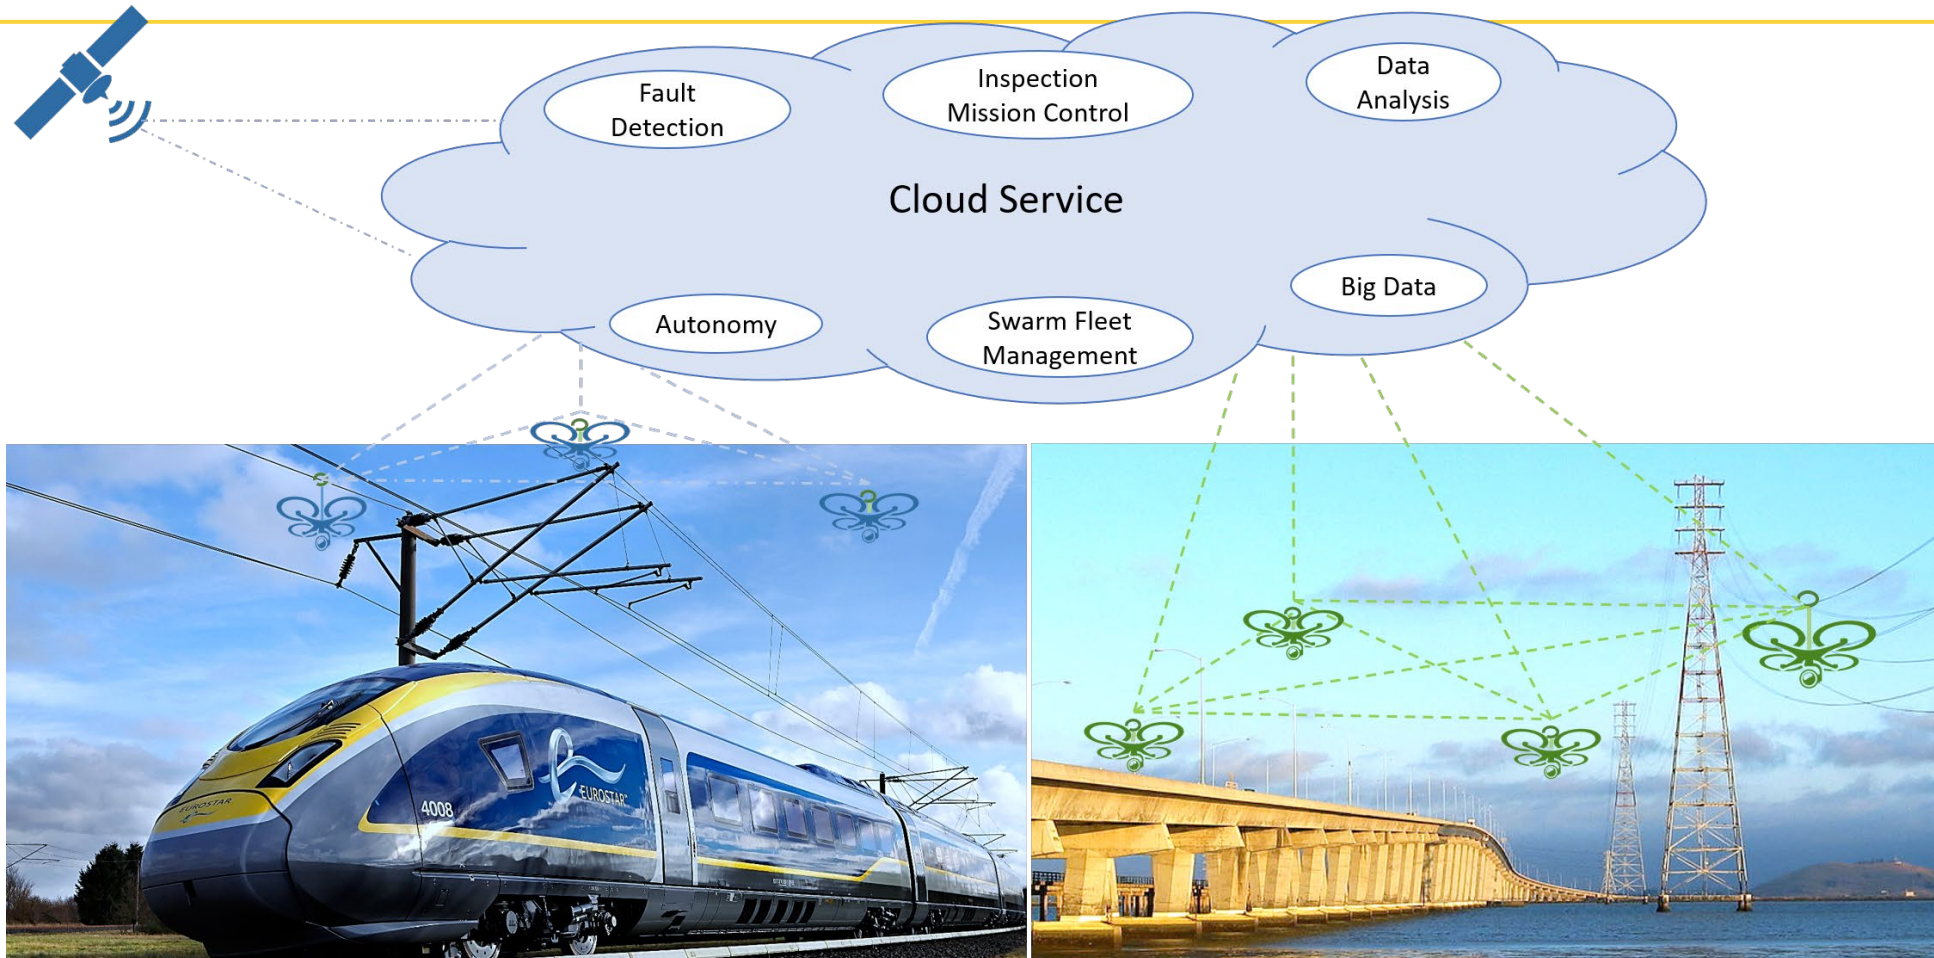 Fault
Detection
Inspection
Mission Control
Data
Analysis
Cloud Service
Autonomy
Swarm Fleet
Management
Big Data
EUROSTAR
4008
EUROSTAR